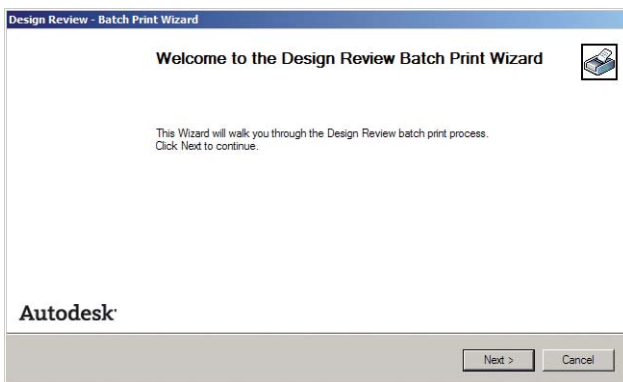 Design Review - Batch Print Wizard
Welcome to the Design Review Batch Print Wizard
This Wizard will walk you through the Design Review batch print process.
Click Next to continue.
Autodesk
Next >
Cancel